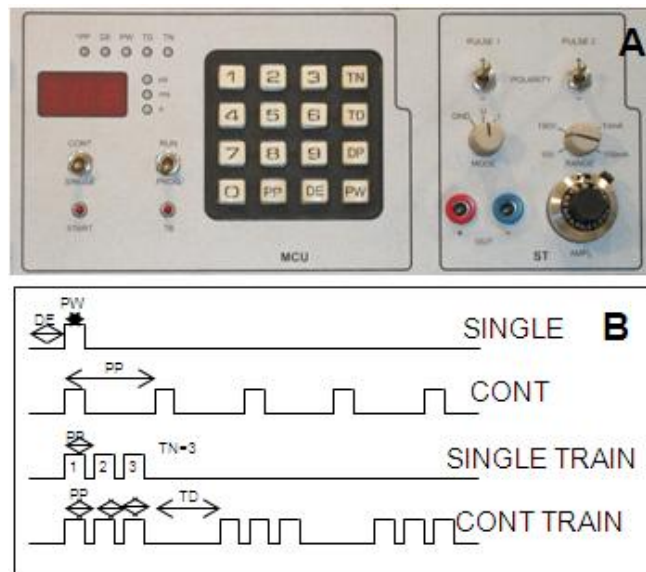 A
PP DE PW TD TN
PULSE 1 PULSE 2
POLARITY
CONT
SINGLE
START
RUN
PROG
TB
1 2 3 TN
4 5 6 TD
7 8 9 DP
0 PP DE PW
MCU
GND
MODE
RANGE
OUT
AMPL
ST
B
PW
DE
SINGLE
PP
CONT
PP
TN=3
1 2 3
SINGLE TRAIN
PP
TD
CONT TRAIN